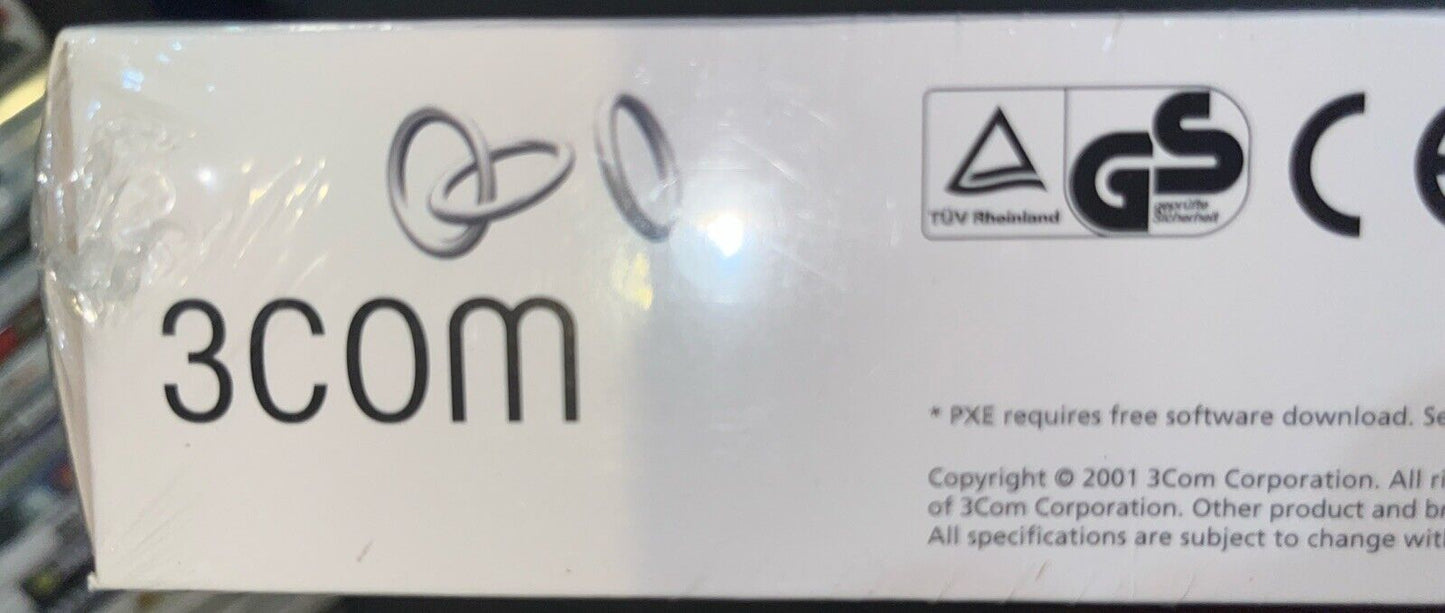 3COM
TÜV Rheinland
GS
geprüfte
Sicherheit
CE
* PXE requires free software download.
Copyright © 2001 3Com Corporation. All
of 3Com Corporation. Other product and
All specifications are subject to change